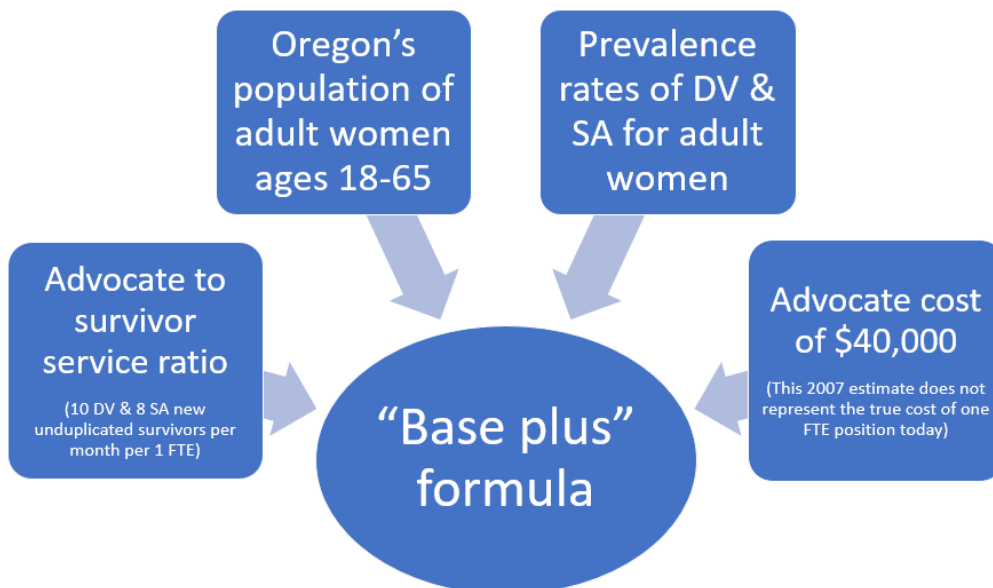 Oregon’s
population of
adult women
ages 18-65
Prevalence
rates of DV &
SA for adult
women
Advocate to
survivor
service ratio
(10 DV & 8 SA new
unduplicated survivors per
month per 1 FTE)
Advocate cost
of $40,000
(This 2007 estimate does not
represent the true cost of one
FTE position today)
“Base plus”
formula